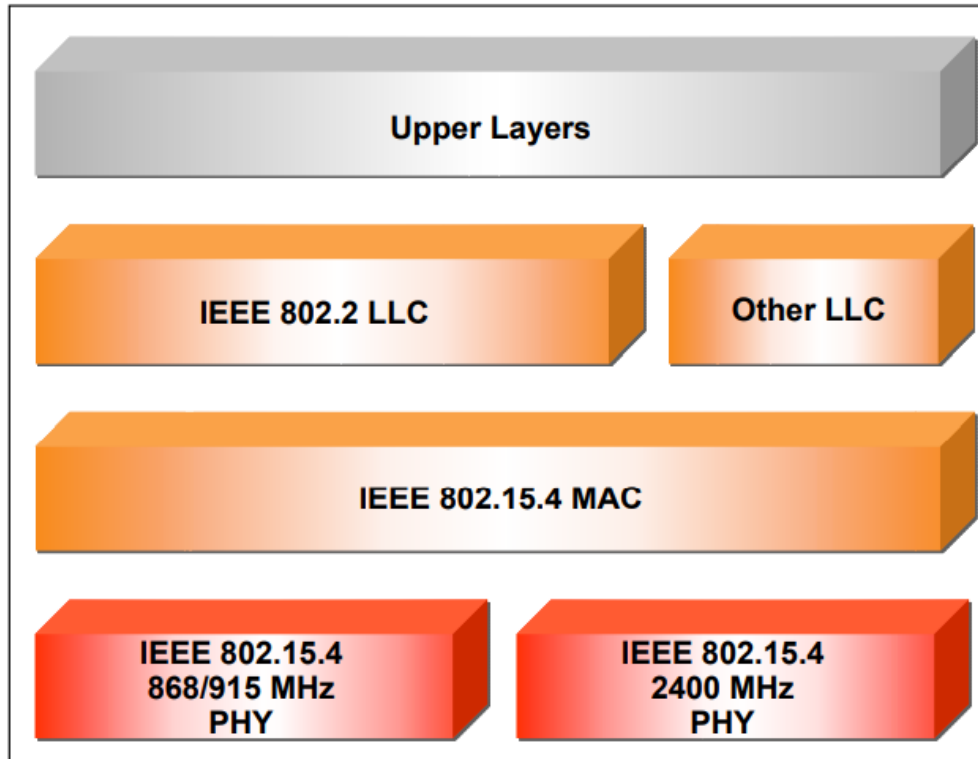 Upper Layers
IEEE 802.2 LLC
Other LLC
IEEE 802.15.4 MAC
IEEE 802.15.4
868/915 MHz
PHY
IEEE 802.15.4
2400 MHz
PHY